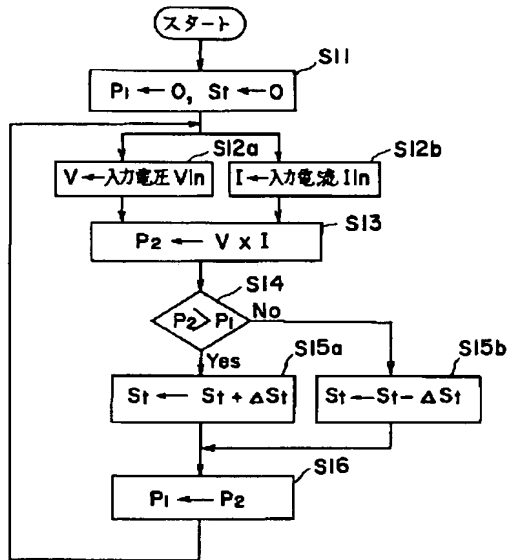 スタート
S11
P1 ← 0, St ← 0
S12a
S12b
V ← 入力電圧 Vin
I ← 入力電流 Iin
S13
P2 ← V x I
S14
P2 > P1
No
Yes
S15a
S15b
St ← St + ΔSt
St ← St - ΔSt
S16
P1 ← P2